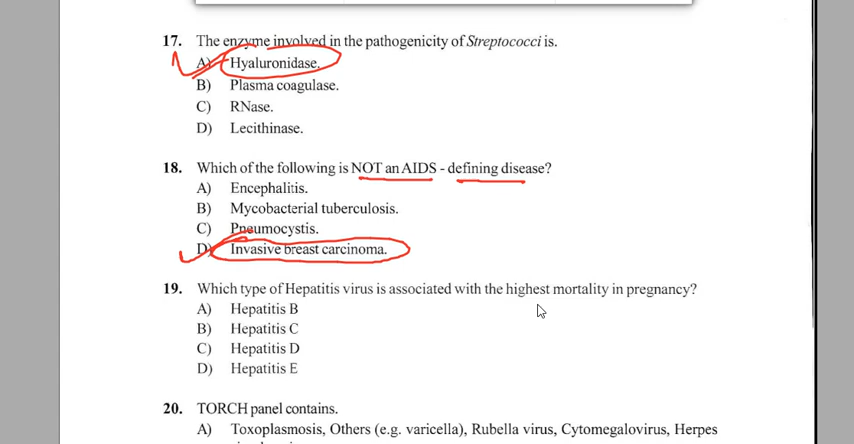 17. The enzyme involved in the pathogenicity of Streptococci is.
A) Hyaluronidase.
B) Plasma coagulase.
C) RNase.
D) Lecithinase.
18. Which of the following is NOT an AIDS - defining disease?
A) Encephalitis.
B) Mycobacterial tuberculosis.
C) Pneumocystis.
D) Invasive breast carcinoma.
19. Which type of Hepatitis virus is associated with the highest mortality in pregnancy?
A) Hepatitis B
B) Hepatitis C
C) Hepatitis D
D) Hepatitis E
20. TORCH panel contains.
A) Toxoplasmosis, Others (e.g. varicella), Rubella virus, Cytomegalovirus, Herpes